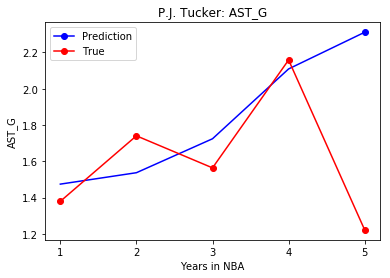 P.J. Tucker: AST_G
Prediction
True
2.2
2.0
1.8
1.6
1.4
1.2
AST_G
1
2
3
4
5
Years in NBA